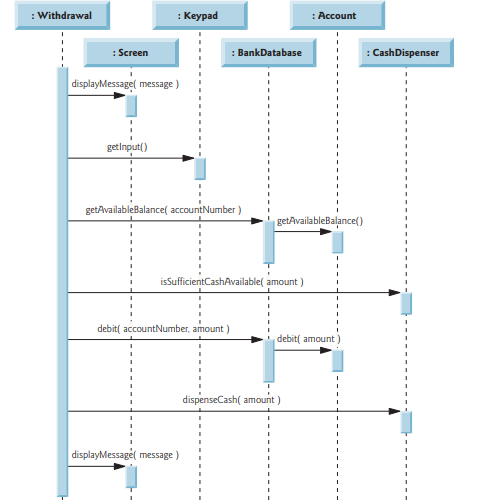 : Withdrawal
: Keypad
: Account
: Screen
: BankDatabase
: CashDispenser
displayMessage( message )
getInput()
getAvailableBalance( accountNumber )
getAvailableBalance()
isSufficientCashAvailable( amount )
debit( accountNumber, amount )
debit( amount )
dispenseCash( amount )
displayMessage( message )